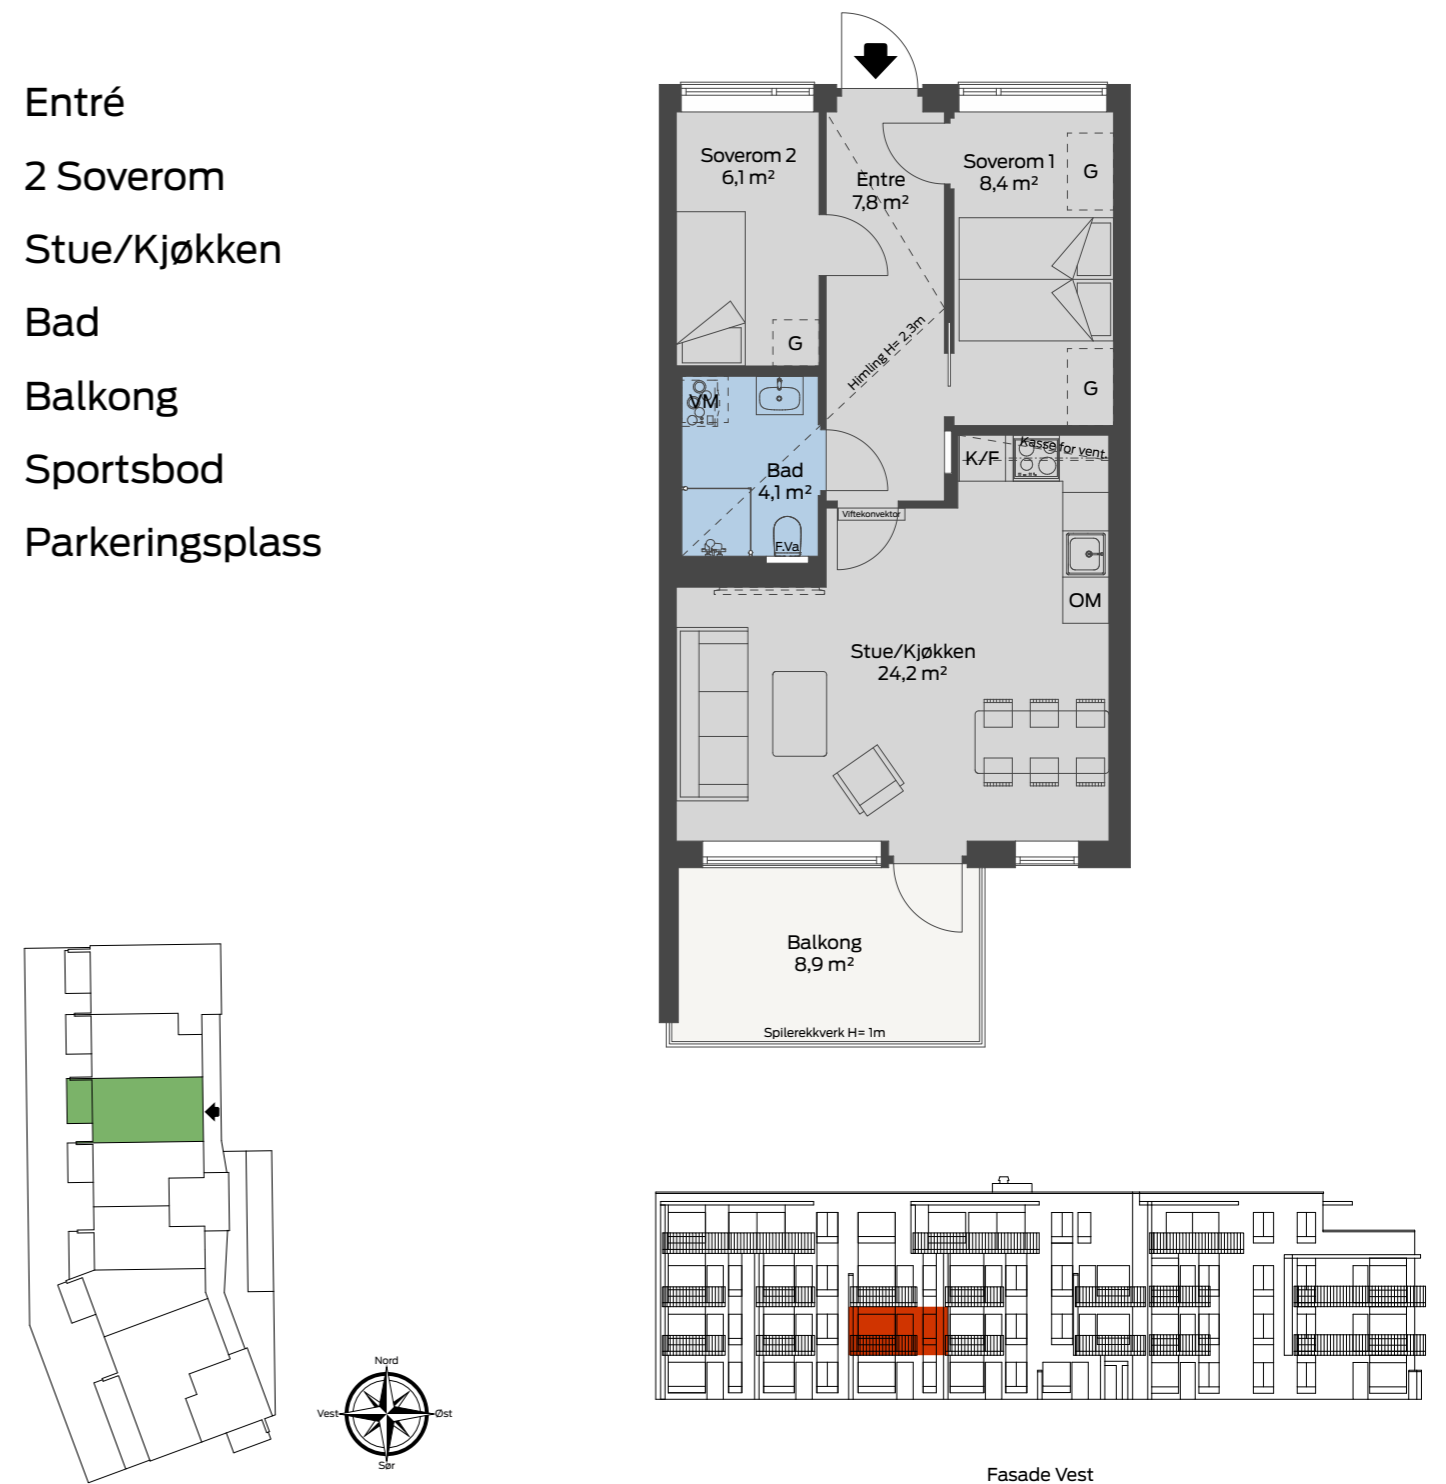 Entré
2 Soverom
Stue/Kjøkken
Bad
Balkong
Sportsbod
Parkeringsplass
Soverom 2
6,1 m²
Entre
7,8 m²
Soverom 1
8,4 m²
G
G
G
Himling H= 2,3m
VM
Bad
4,1 m²
F.Va
Viftekonvektor
K/F
Kasse for vent.
OM
Stue/Kjøkken
24,2 m²
Balkong
8,9 m²
Spilerekkverk H= 1m
Nord
Vest
Øst
Sør
Fasade Vest